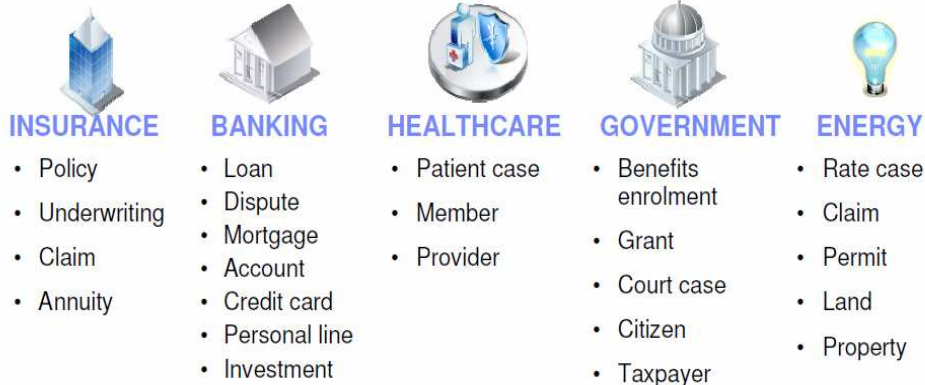 INSURANCE
• Policy
• Underwriting
• Claim
• Annuity
BANKING
• Loan
• Dispute
• Mortgage
• Account
• Credit card
• Personal line
• Investment
HEALTHCARE
• Patient case
• Member
• Provider
GOVERNMENT
• Benefits
enrolment
• Grant
• Court case
• Citizen
• Taxpayer
ENERGY
• Rate case
• Claim
• Permit
• Land
• Property